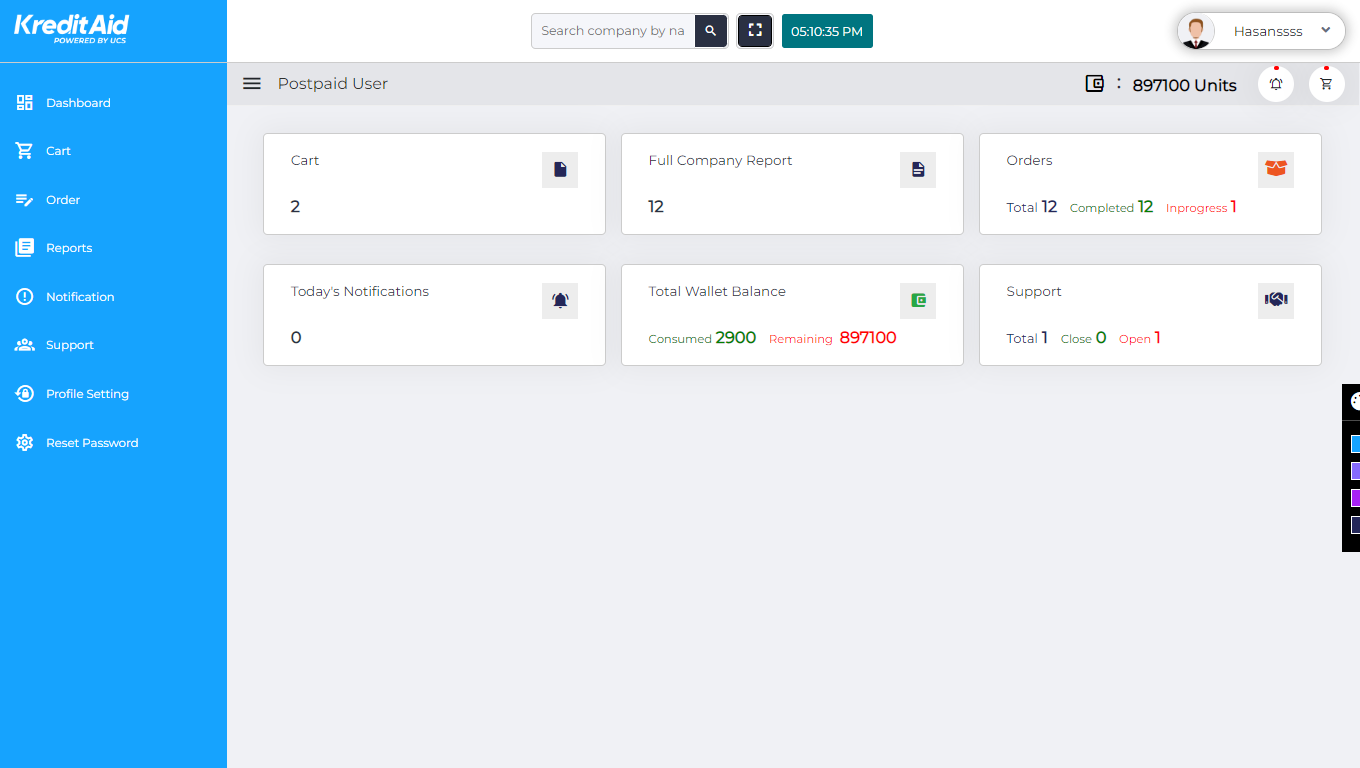 KreditAid
POWERED BY UCS
Search company by na
05:10:35 PM
Hasanssss
Postpaid User
: 897100 Units
Dashboard
Cart
Order
Reports
Notification
Support
Profile Setting
Reset Password
Cart
2
Full Company Report
12
Orders
Total 12 Completed 12 Inprogress 1
Today's Notifications
0
Total Wallet Balance
Consumed 2900 Remaining 897100
Support
Total 1 Close 0 Open 1